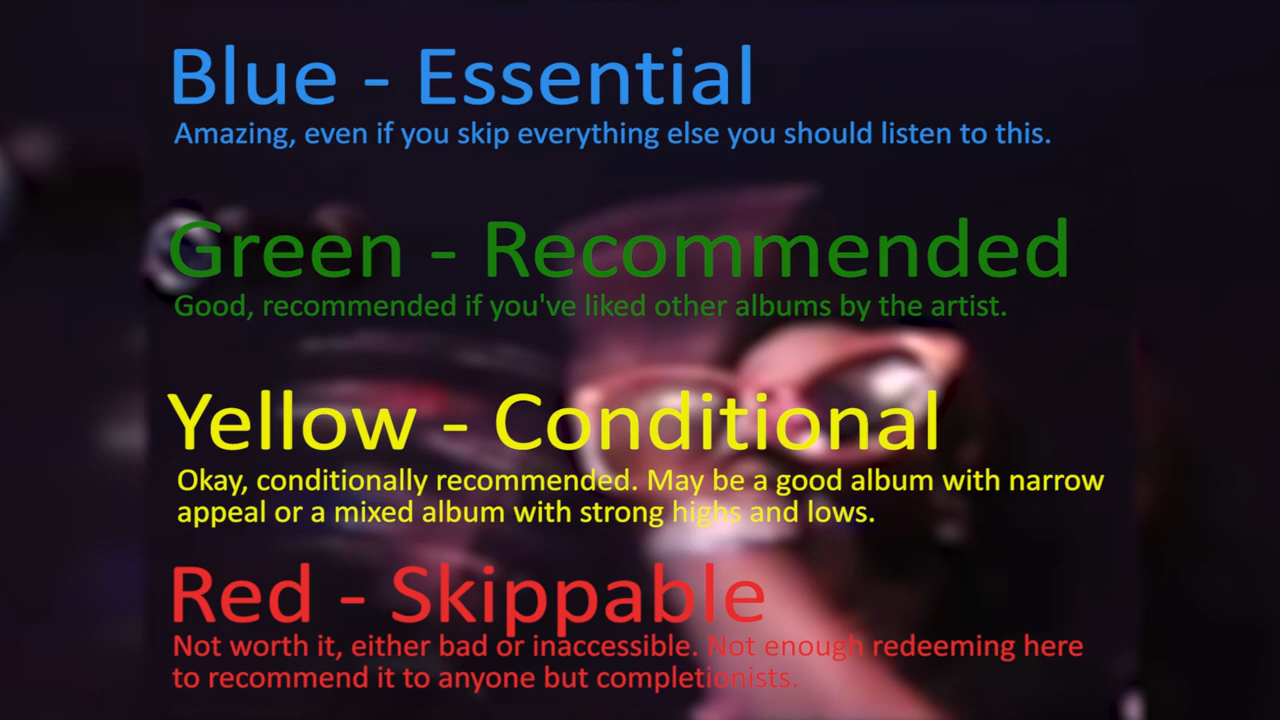 Blue - Essential
Amazing, even if you skip everything else you should listen to this.
Green - Recommended
Good, recommended if you've liked other albums by the artist.
Yellow - Conditional
Okay, conditionally recommended. May be a good album with narrow
appeal or a mixed album with strong highs and lows.
Red - Skippable
Not worth it, either bad or inaccessible. Not enough redeeming here
to recommend it to anyone but completionists.